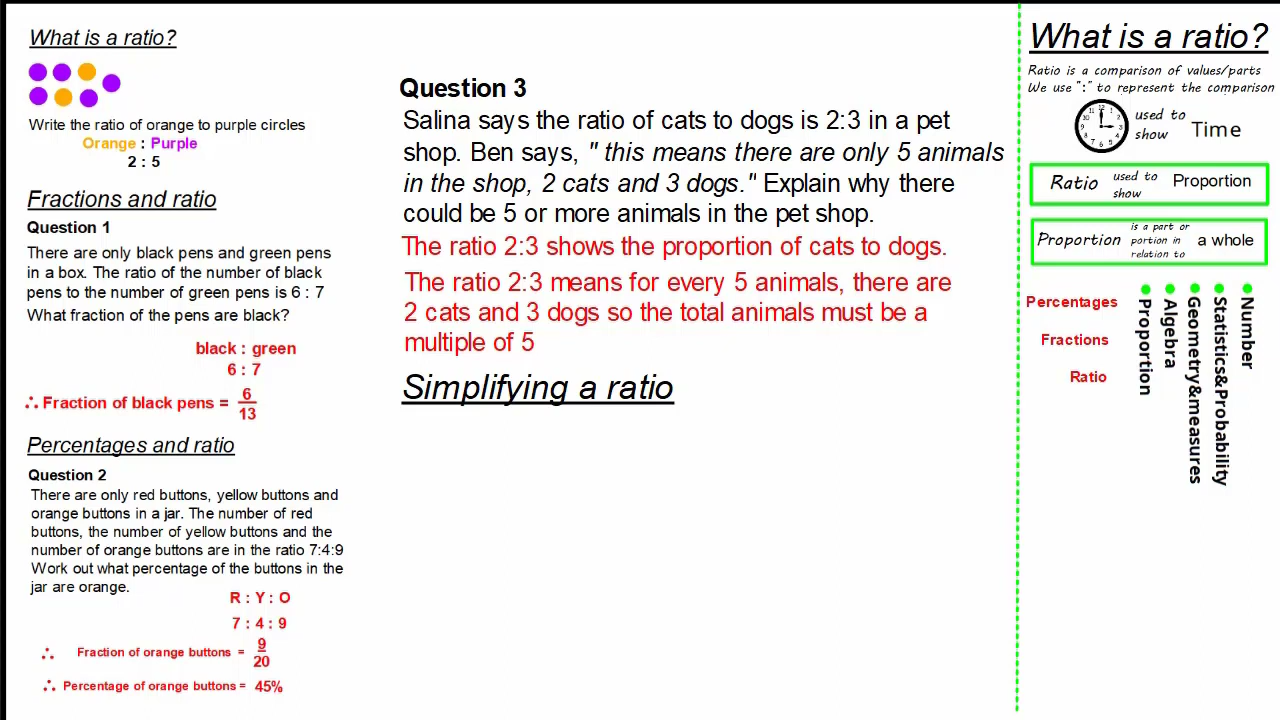 What is a ratio?
Write the ratio of orange to purple circles
Orange : Purple
2 : 5
Fractions and ratio
Question 1
There are only black pens and green pens
in a box. The ratio of the number of black
pens to the number of green pens is 6 : 7
What fraction of the pens are black?
black : green
6 : 7
∴ Fraction of black pens = 6/13
Percentages and ratio
Question 2
There are only red buttons, yellow buttons and
orange buttons in a jar. The number of red
buttons, the number of yellow buttons and the
number of orange buttons are in the ratio 7:4:9
Work out what percentage of the buttons in the
jar are orange.
R : Y : O
7 : 4 : 9
∴ Fraction of orange buttons = 9/20
∴ Percentage of orange buttons = 45%
Question 3
Salina says the ratio of cats to dogs is 2:3 in a pet
shop. Ben says, " this means there are only 5 animals
in the shop, 2 cats and 3 dogs." Explain why there
could be 5 or more animals in the pet shop.
The ratio 2:3 shows the proportion of cats to dogs.
The ratio 2:3 means for every 5 animals, there are
2 cats and 3 dogs so the total animals must be a
multiple of 5
Simplifying a ratio
What is a ratio?
Ratio is a comparison of values/parts
We use ":" to represent the comparison
12 1 2 3 4 5 6 7 8 9 10 11
used to show Time
Ratio used to show Proportion
Proportion is a part or portion in relation to a whole
Percentages
Fractions
Ratio
Proportion
Algebra
Geometry&measures
Statistics&Probability
Number